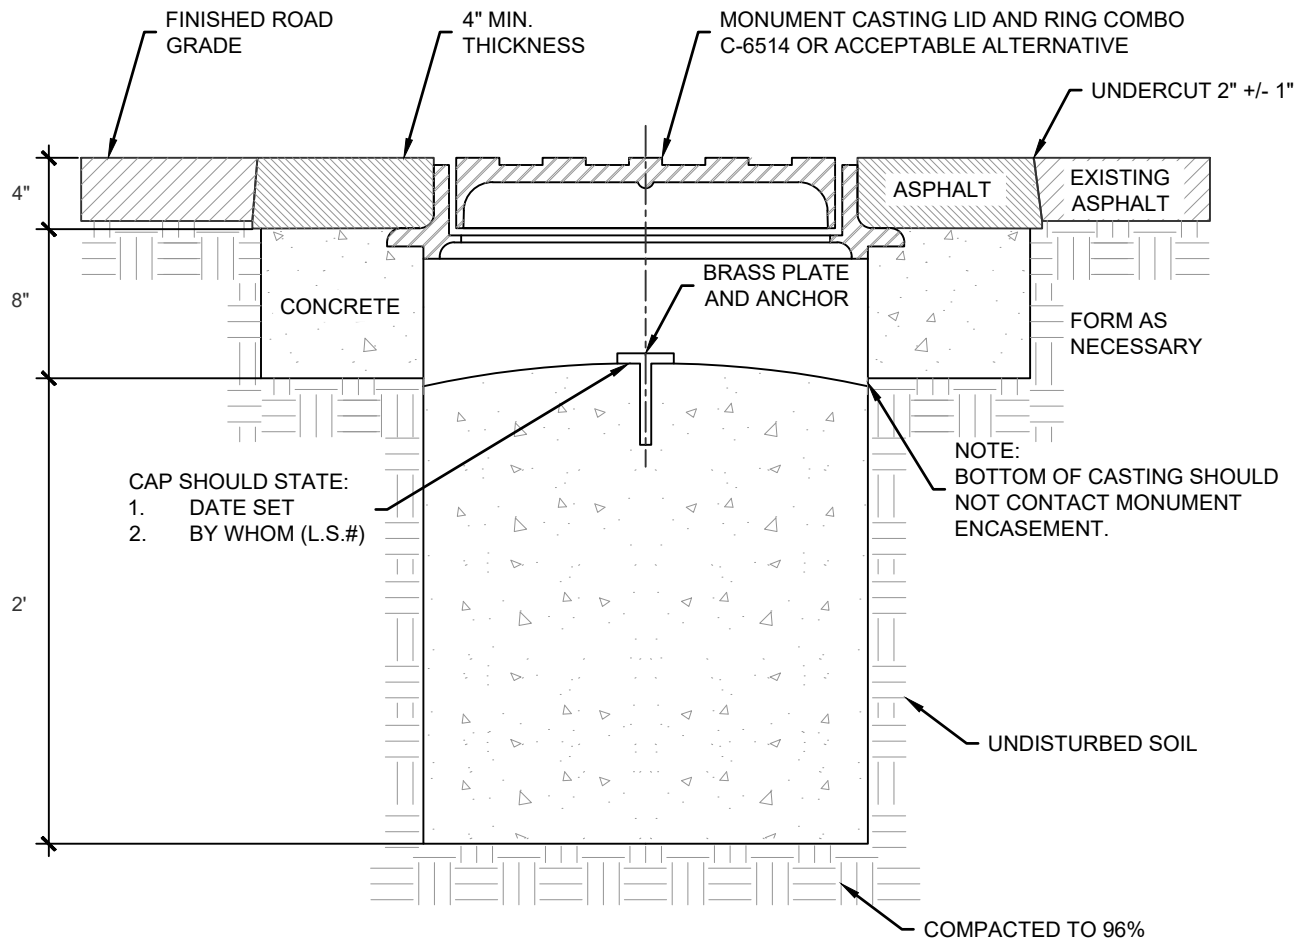 FINISHED ROAD
GRADE
4" MIN.
THICKNESS
MONUMENT CASTING LID AND RING COMBO
C-6514 OR ACCEPTABLE ALTERNATIVE
UNDERCUT 2" +/- 1"
4"
ASPHALT
EXISTING
ASPHALT
8"
CONCRETE
BRASS PLATE
AND ANCHOR
FORM AS
NECESSARY
CAP SHOULD STATE:
1. DATE SET
2. BY WHOM (L.S.#)
NOTE:
BOTTOM OF CASTING SHOULD
NOT CONTACT MONUMENT
ENCASEMENT.
2'
UNDISTURBED SOIL
COMPACTED TO 96%